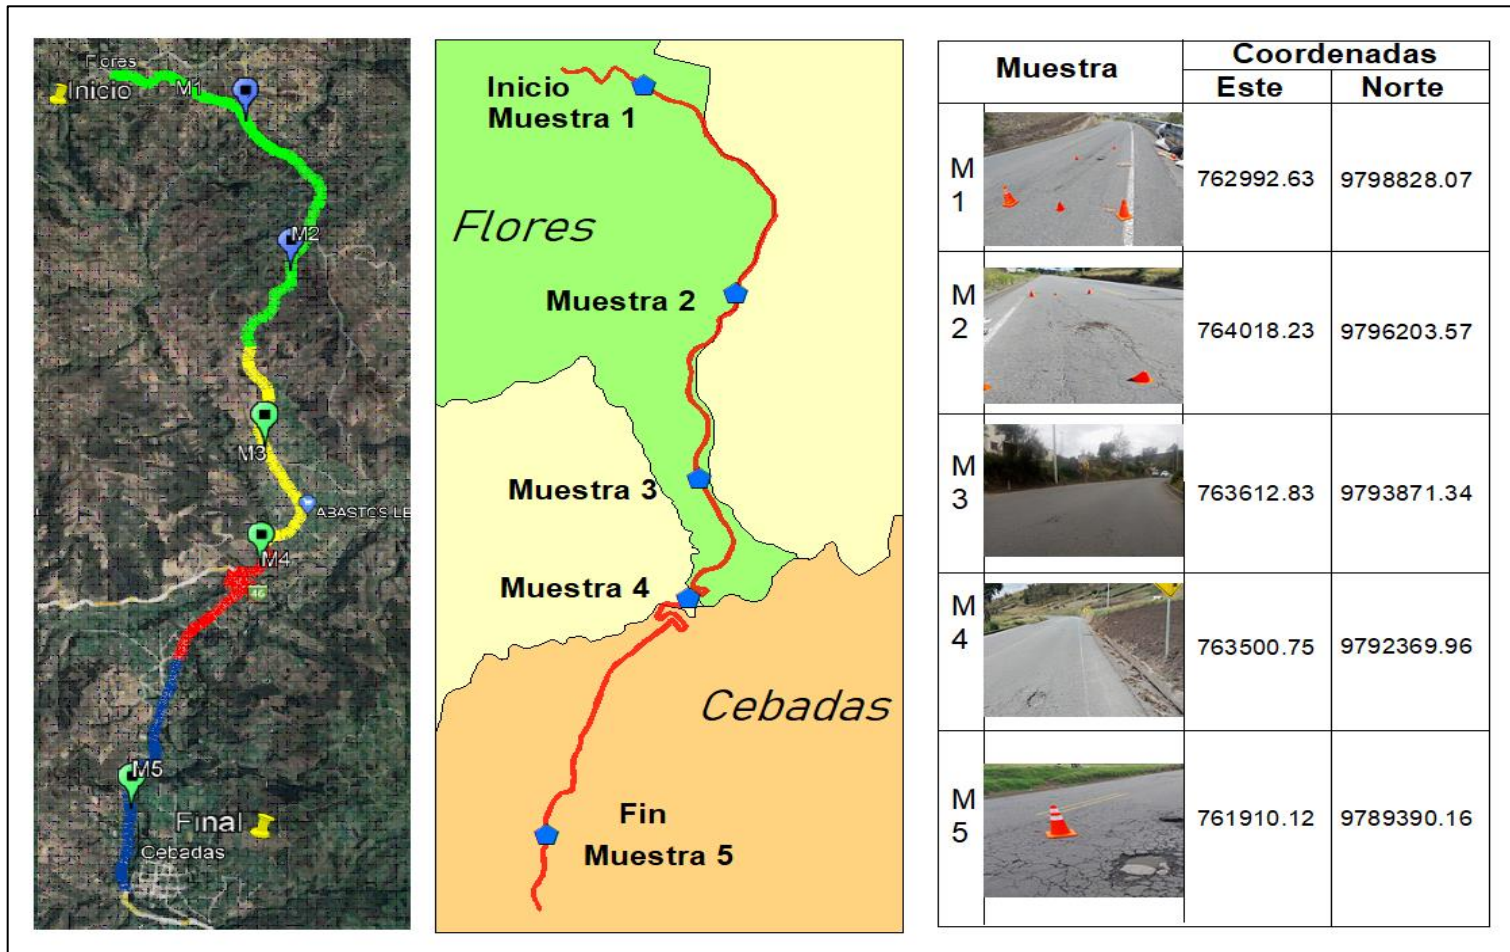 Flores
Inicio
M1
M2
M3
ABASTOS LE
M4
46
M5
Final
Cebadas
Inicio
Muestra 1
Flores
Muestra 2
Muestra 3
Muestra 4
Cebadas
Fin
Muestra 5
Muestra
Coordenadas
Este
Norte
M
1
762992.63
9798828.07
M
2
764018.23
9796203.57
M
3
763612.83
9793871.34
M
4
763500.75
9792369.96
M
5
761910.12
9789390.16